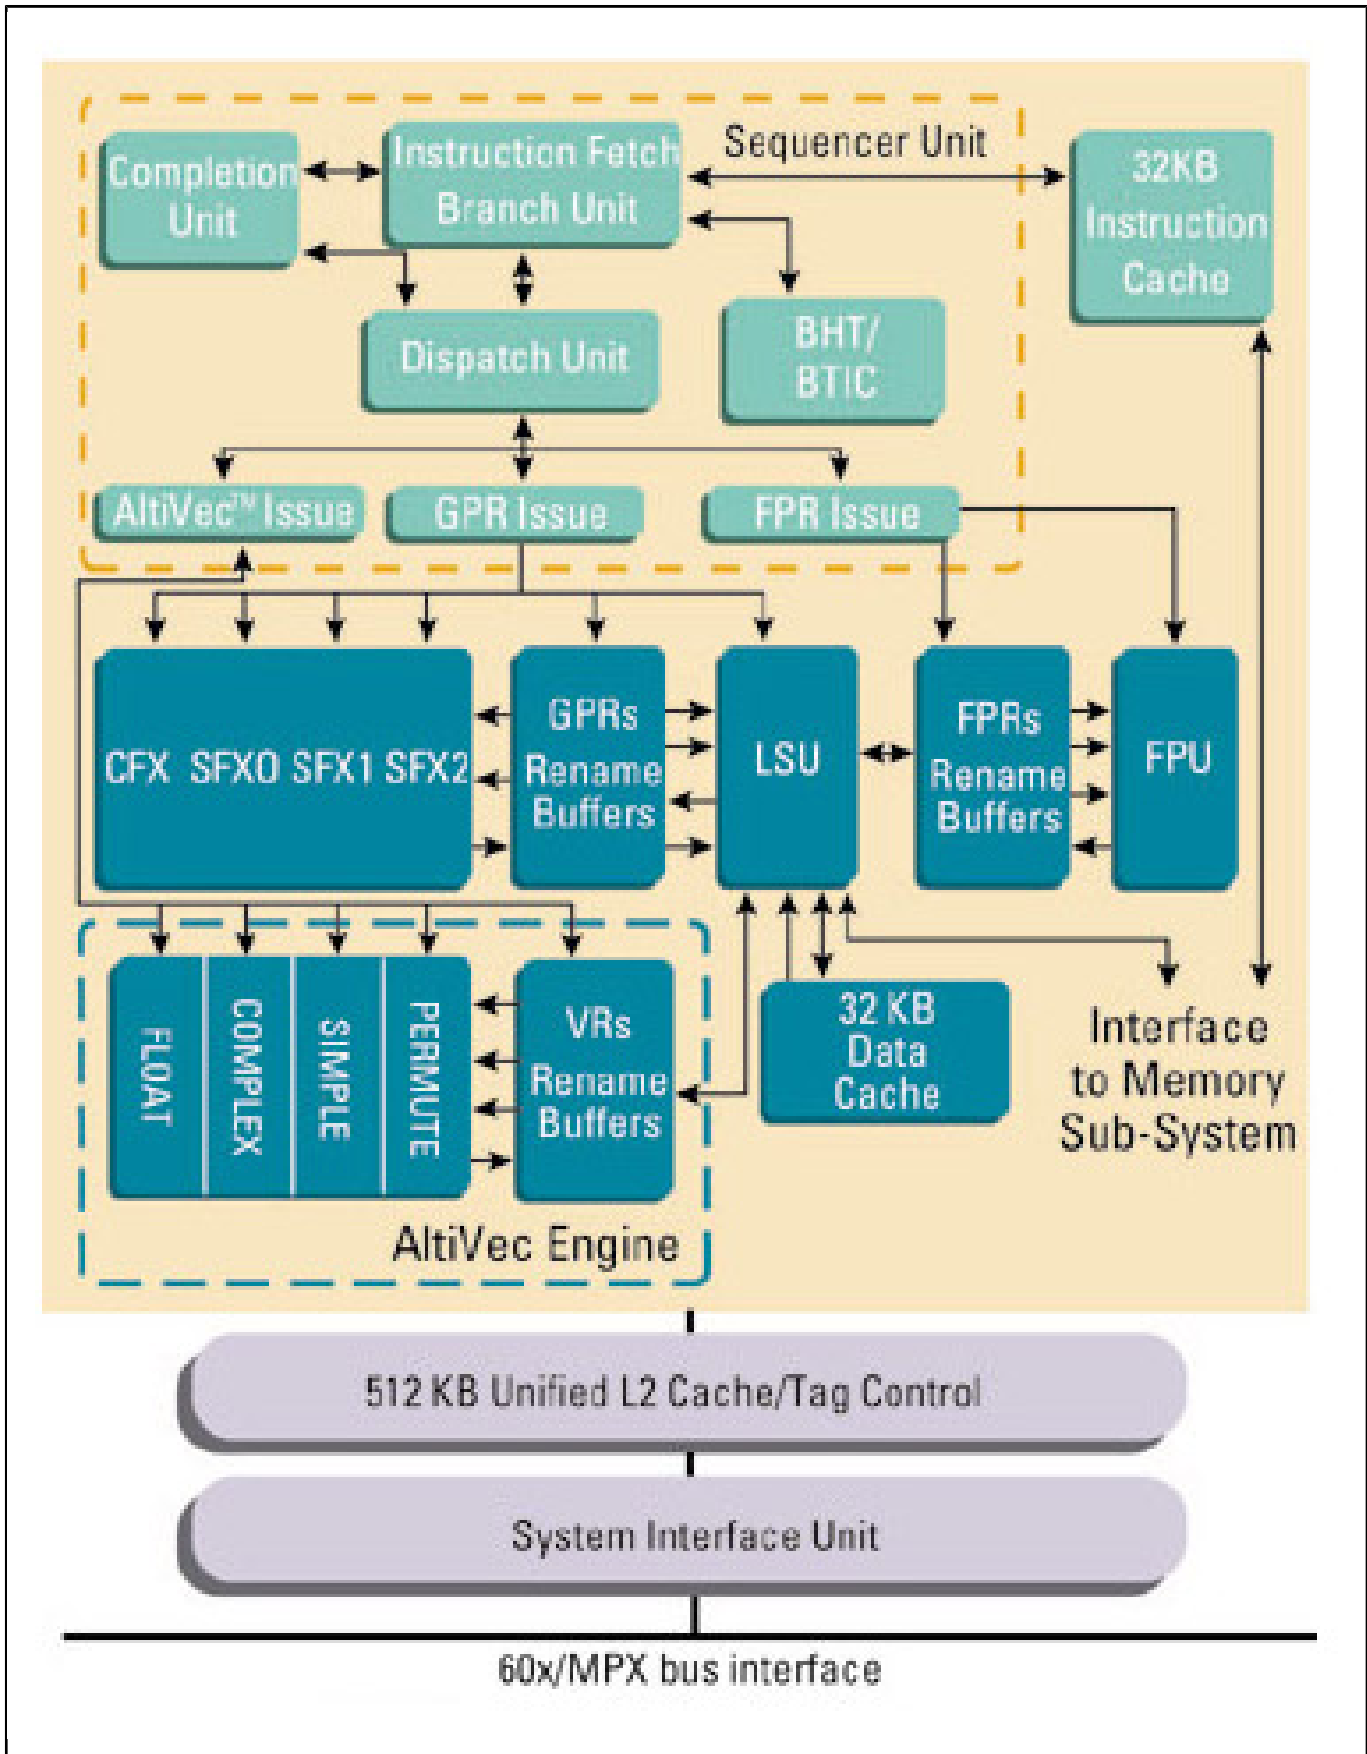 Sequencer Unit
Completion
Unit
Instruction Fetch
Branch Unit
32KB
Instruction
Cache
Dispatch Unit
BHT/
BTIC
AltiVec™ Issue
GPR Issue
FPR Issue
CFX SFX0 SFX1 SFX2
GPRs
Rename
Buffers
LSU
FPRs
Rename
Buffers
FPU
FLOAT
COMPLEX
SIMPLE
PERMUTE
VRs
Rename
Buffers
32 KB
Data
Cache
Interface
to Memory
Sub-System
AltiVec Engine
512 KB Unified L2 Cache/Tag Control
System Interface Unit
60x/MPX bus interface